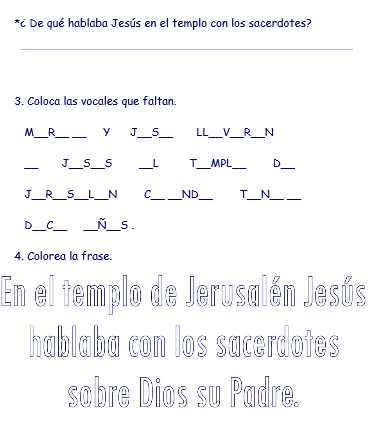 *¿ De qué hablaba Jesús en el templo con los sacerdotes?
3. Coloca las vocales que faltan.
M__R__ __ Y J__S__ LL__V__R__N
__ J__S__S __L T__MPL__ D__
J__R__S__L__N C__ __ND__ T__N__ __
D__C__ __Ñ__S .
4. Colorea la frase.
En el templo de Jerusalén Jesús
hablaba con los sacerdotes
sobre Dios su Padre.